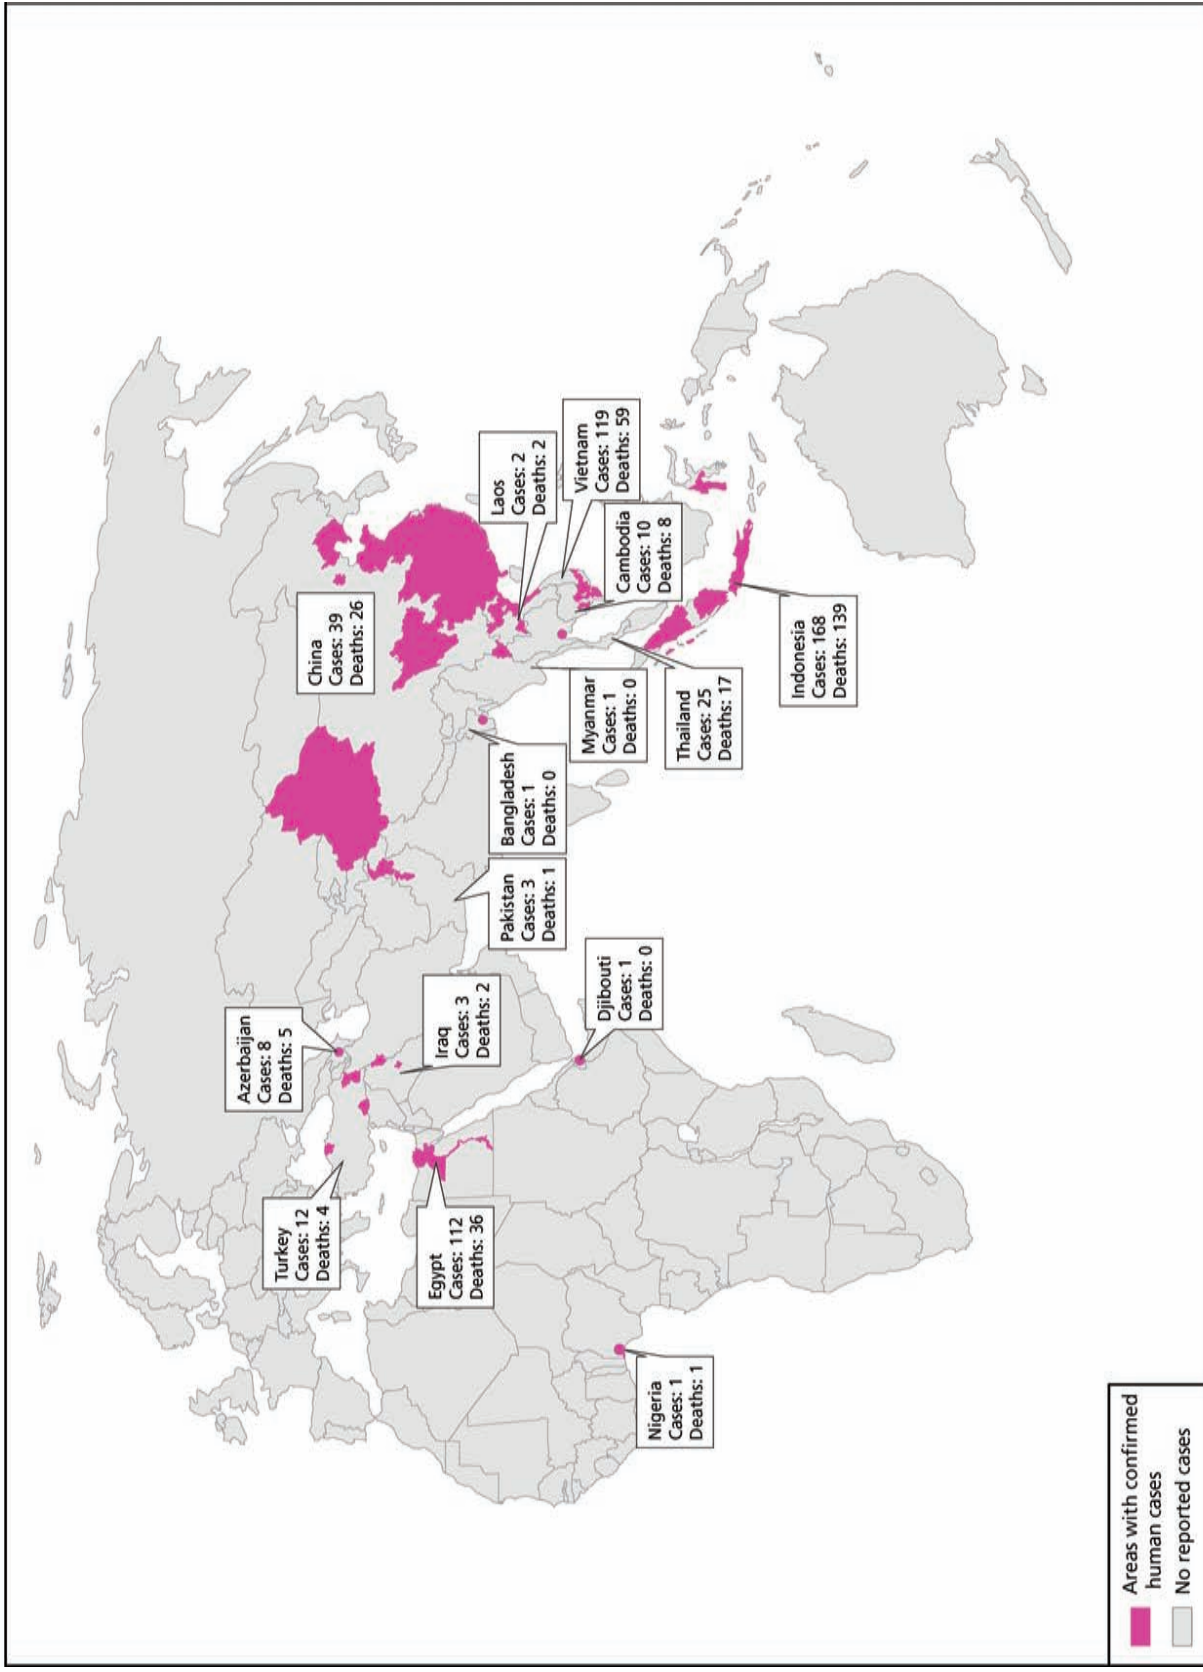 Azerbaijan
Cases: 8
Deaths: 5
Turkey
Cases: 12
Deaths: 4
China
Cases: 39
Deaths: 26
Iraq
Cases: 3
Deaths: 2
Egypt
Cases: 112
Deaths: 36
Laos
Cases: 2
Deaths: 2
Pakistan
Cases: 3
Deaths: 1
Bangladesh
Cases: 1
Deaths: 0
Vietnam
Cases: 119
Deaths: 59
Myanmar
Cases: 1
Deaths: 0
Djibouti
Cases: 1
Deaths: 0
Cambodia
Cases: 10
Deaths: 8
Nigeria
Cases: 1
Deaths: 1
Thailand
Cases: 25
Deaths: 17
Indonesia
Cases: 168
Deaths: 139
Areas with confirmed
human cases
No reported cases